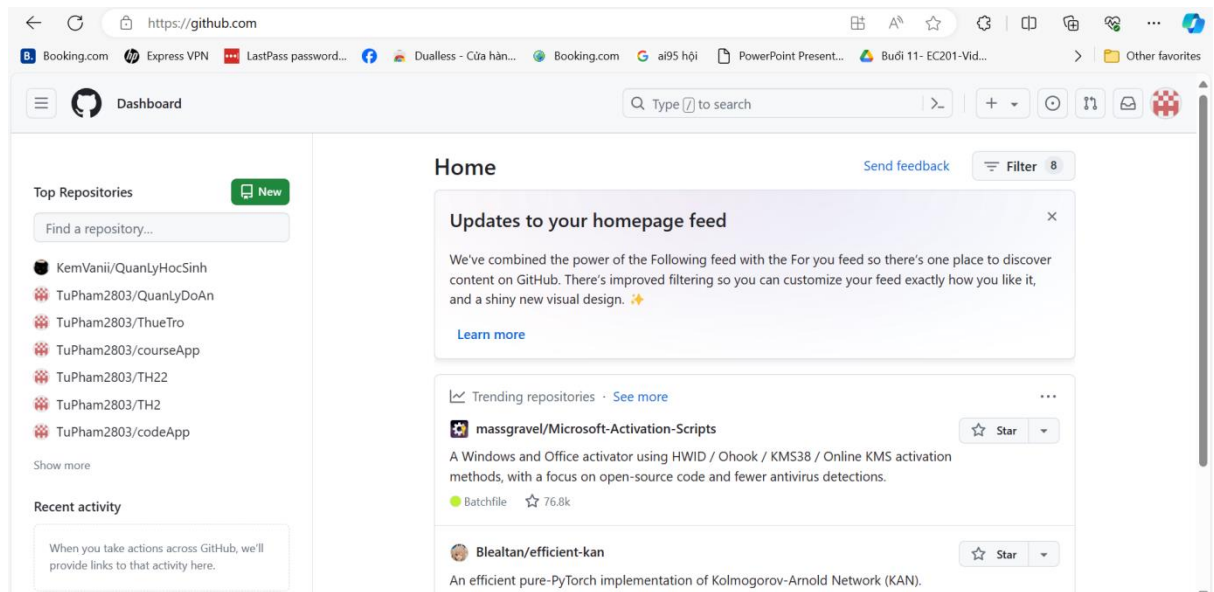 https://github.com
Booking.com Express VPN LastPass password... Dualless - Cửa hàn... Booking.com ai95 hội PowerPoint Present... Buổi 11- EC201-Vid... Other favorites
Dashboard
Type / to search
Home
Send feedback
Filter 8
Top Repositories
New
Find a repository...
KemVanii/QuanLyHocSinh
TuPham2803/QuanLyDoAn
TuPham2803/ThueTro
TuPham2803/courseApp
TuPham2803/TH22
TuPham2803/TH2
TuPham2803/codeApp
Show more
Recent activity
When you take actions across GitHub, we'll
provide links to that activity here.
Updates to your homepage feed
We've combined the power of the Following feed with the For you feed so there's one place to discover
content on GitHub. There's improved filtering so you can customize your feed exactly how you like it,
and a shiny new visual design. ✨
Learn more
Trending repositories · See more
massgravel/Microsoft-Activation-Scripts
Star
A Windows and Office activator using HWID / Ohook / KMS38 / Online KMS activation
methods, with a focus on open-source code and fewer antivirus detections.
Batchfile 76.8k
Blealtan/efficient-kan
Star
An efficient pure-PyTorch implementation of Kolmogorov-Arnold Network (KAN).